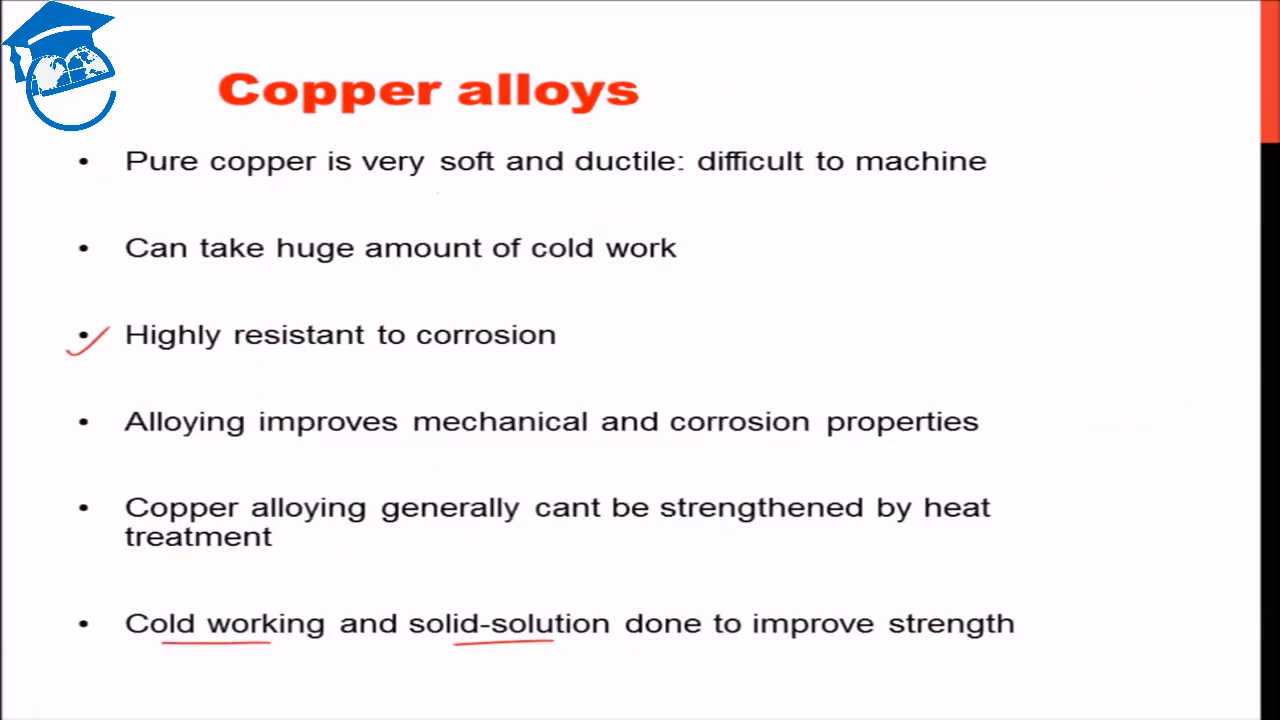 Copper alloys
• Pure copper is very soft and ductile: difficult to machine
• Can take huge amount of cold work
• Highly resistant to corrosion
• Alloying improves mechanical and corrosion properties
• Copper alloying generally cant be strengthened by heat
treatment
• Cold working and solid-solution done to improve strength